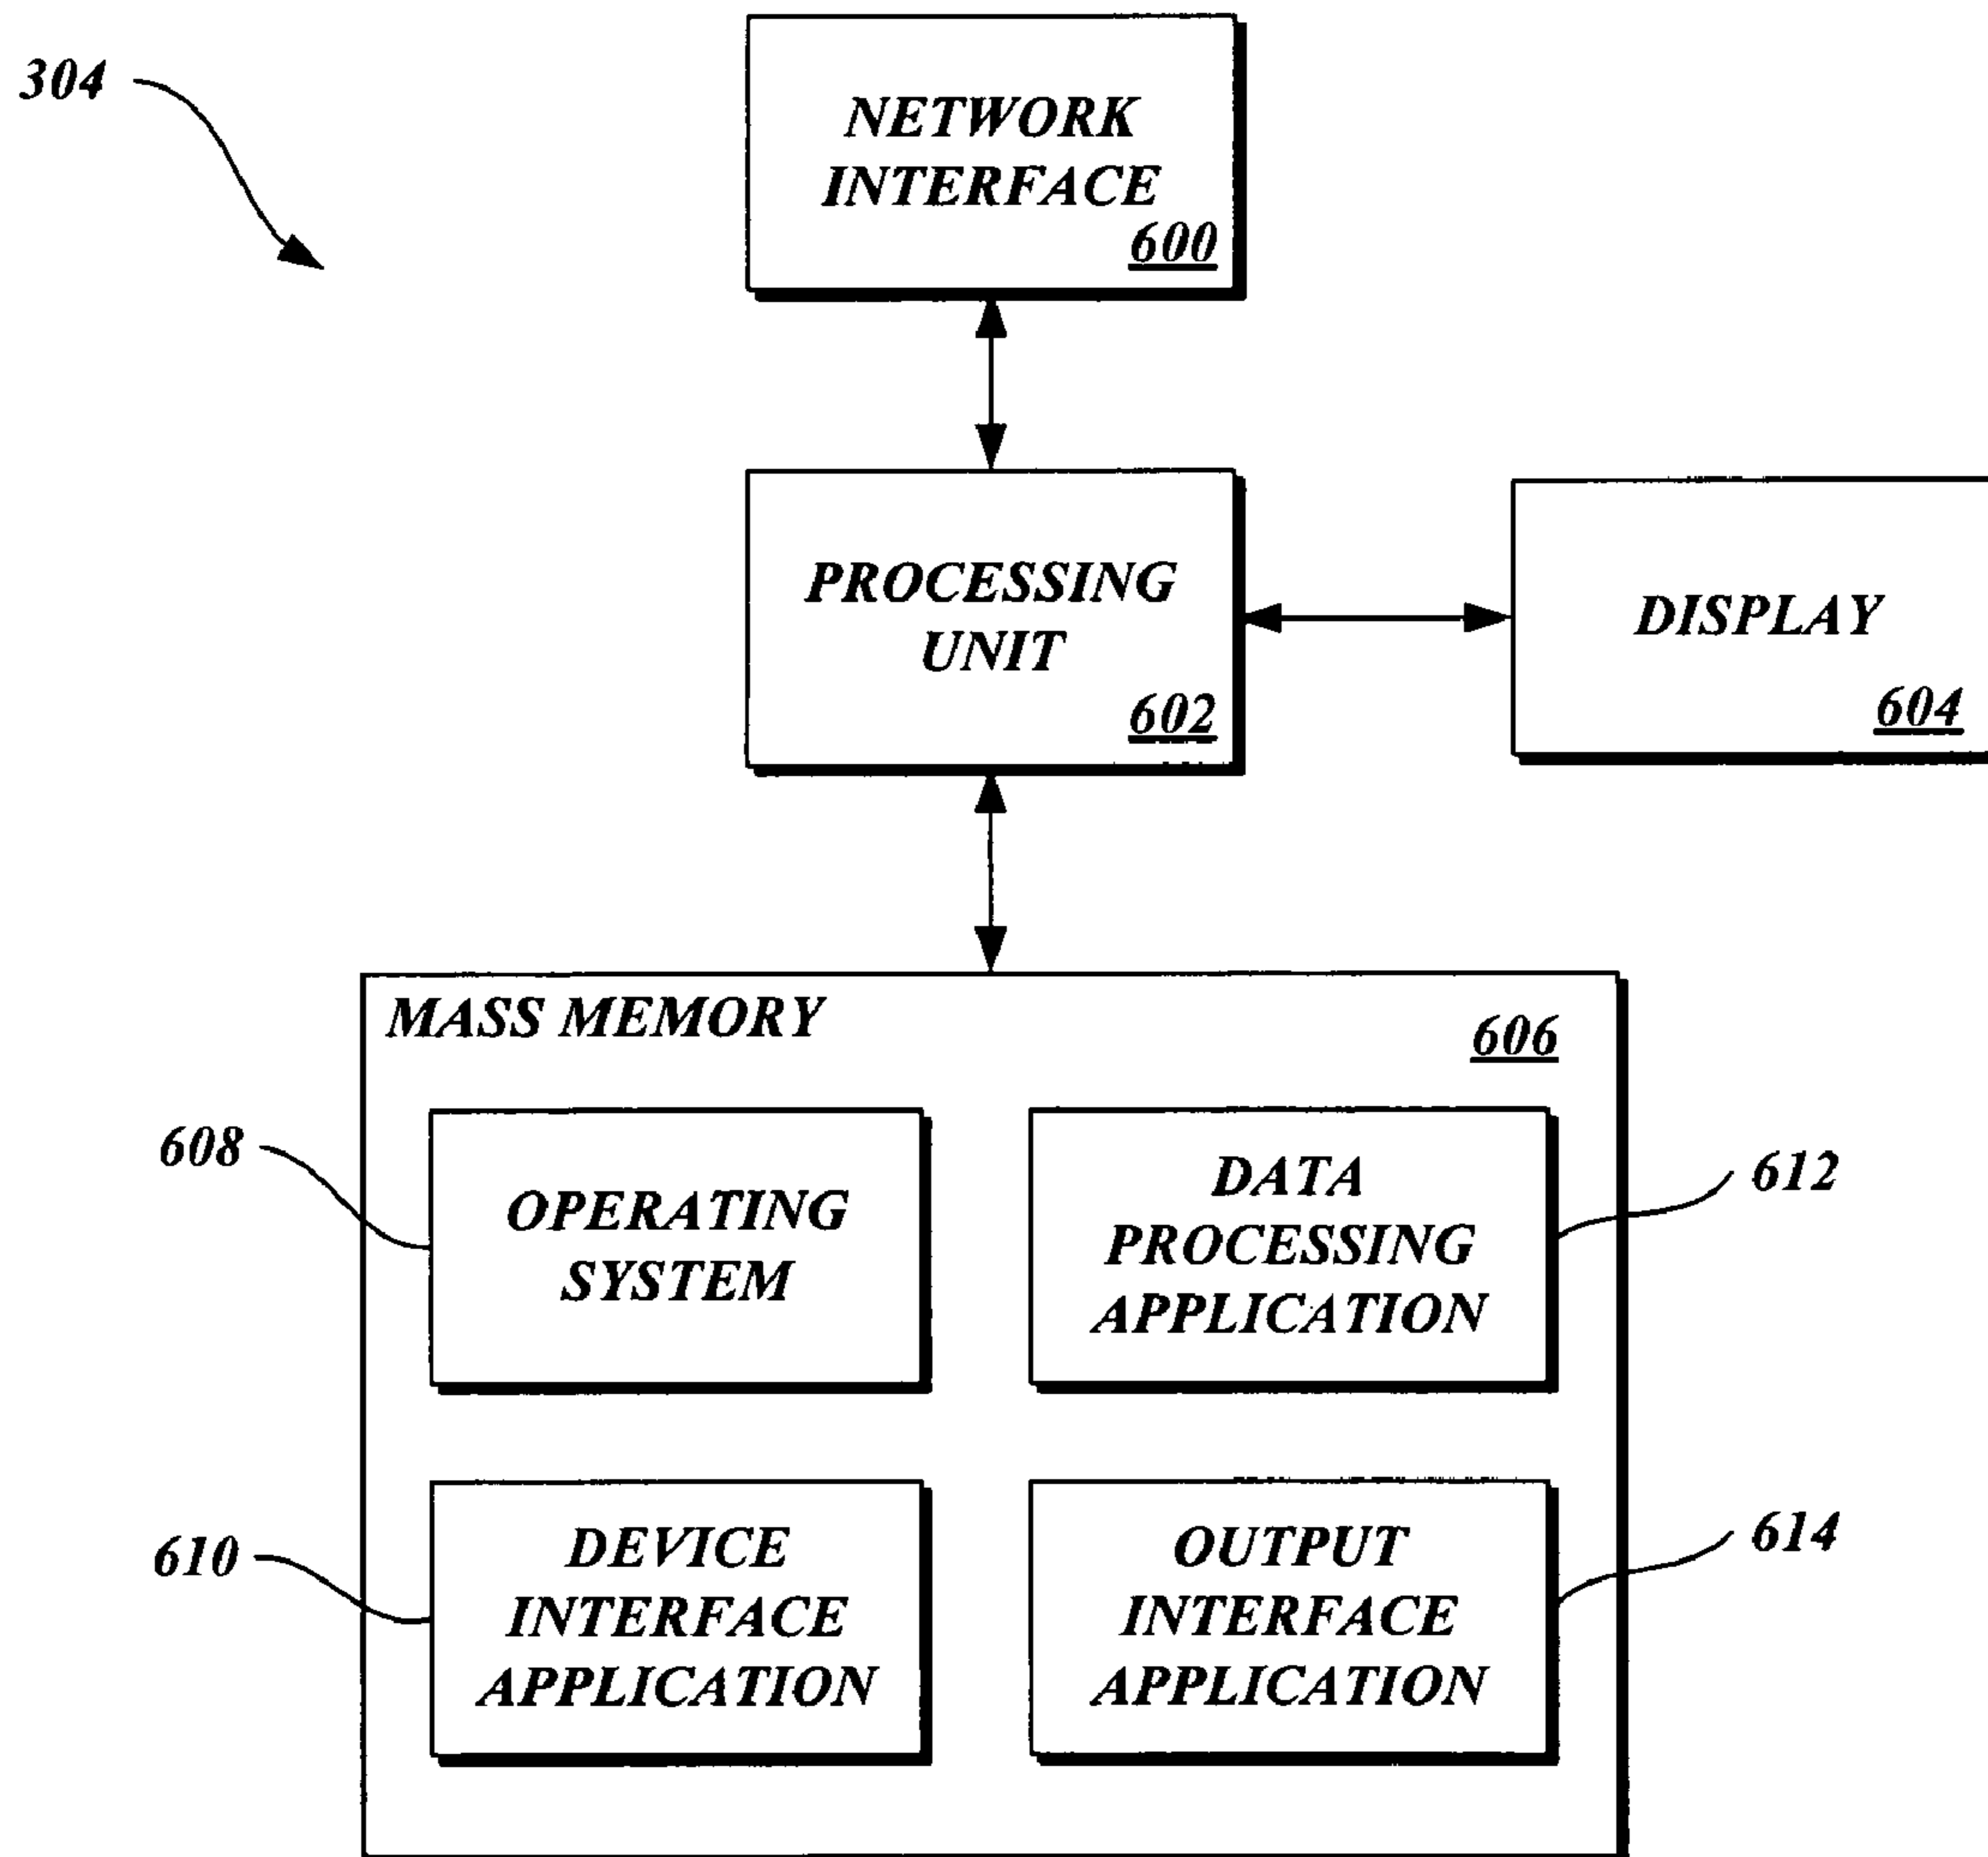 304
NETWORK
INTERFACE
600
PROCESSING
UNIT
602
DISPLAY
604
MASS MEMORY
606
608
OPERATING
SYSTEM
DATA
PROCESSING
APPLICATION
612
610
DEVICE
INTERFACE
APPLICATION
OUTPUT
INTERFACE
APPLICATION
614